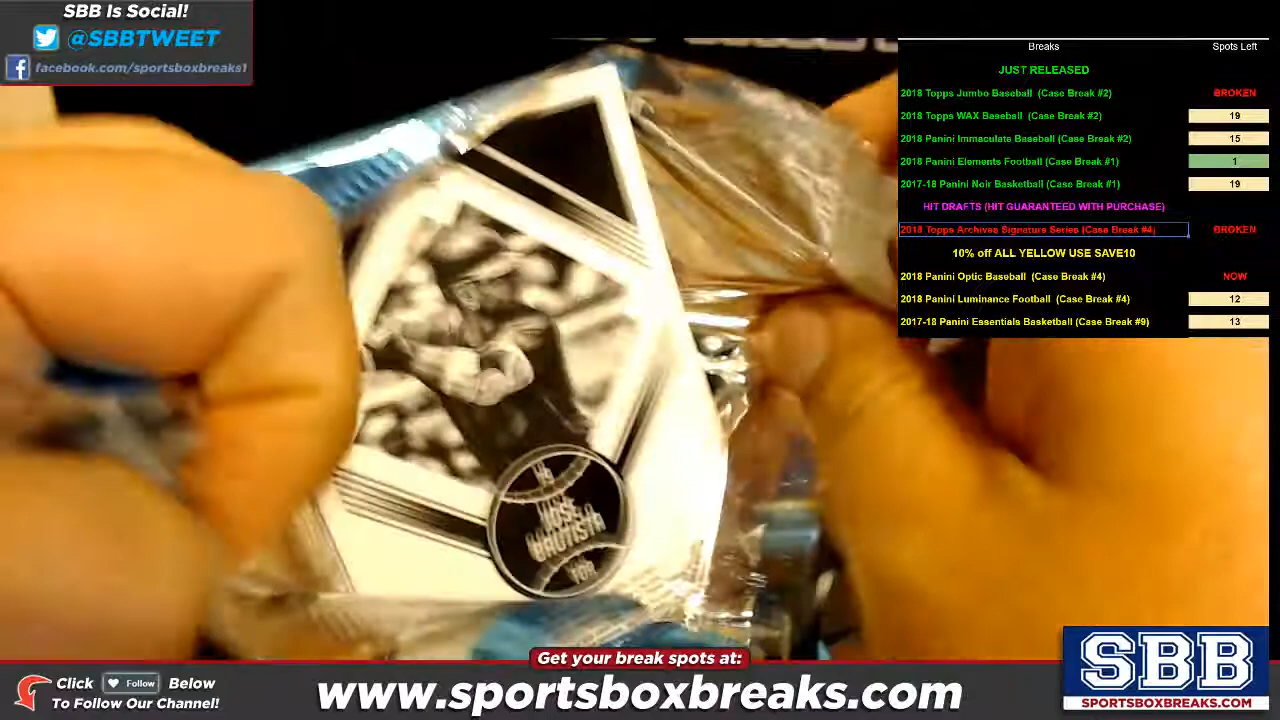 SBB Is Social!
@SBBTWEET
facebook.com/sportsboxbreaks1
Breaks Spots Left
JUST RELEASED
2018 Topps Jumbo Baseball (Case Break #2) BROKEN
2018 Topps WAX Baseball (Case Break #2) 19
2018 Panini Immaculate Baseball (Case Break #2) 15
2018 Panini Elements Football (Case Break #1) 1
2017-18 Panini Noir Basketball (Case Break #1) 19
HIT DRAFTS (HIT GUARANTEED WITH PURCHASE)
2018 Topps Archives Signature Series (Case Break #4) BROKEN
10% off ALL YELLOW USE SAVE10
2018 Panini Optic Baseball (Case Break #4) NOW
2018 Panini Luminance Football (Case Break #4) 12
2017-18 Panini Essentials Basketball (Case Break #9) 13
JOSE
BAUTISTA
Get your break spots at:
Click Follow Below
To Follow Our Channel!
www.sportsboxbreaks.com
SBB
SPORTSBOXBREAKS.COM